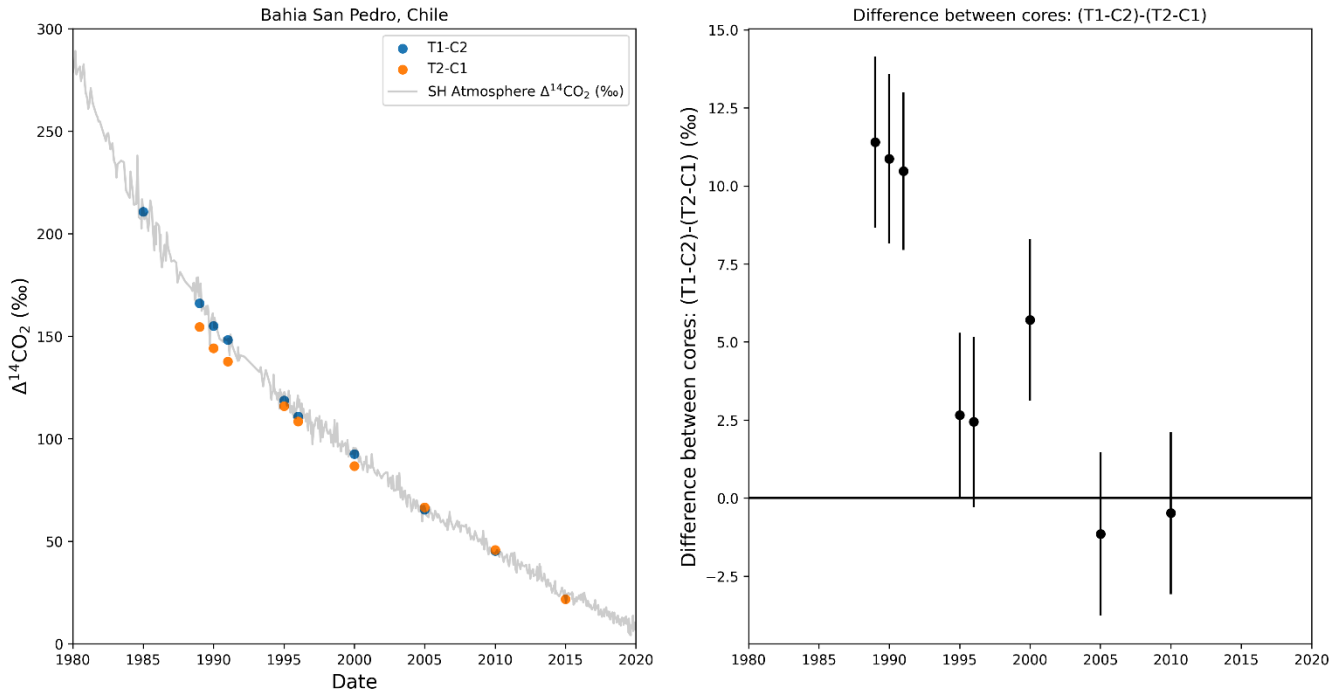 Bahia San Pedro, Chile
300
250
200
150
100
50
0
Δ¹⁴CO₂ (‰)
T1-C2
T2-C1
SH Atmosphere Δ¹⁴CO₂ (‰)
1980 1985 1990 1995 2000 2005 2010 2015 2020
Date
Difference between cores: (T1-C2)-(T2-C1)
15.0
12.5
10.0
7.5
5.0
2.5
0.0
−2.5
Difference between cores: (T1-C2)-(T2-C1) (‰)
1980 1985 1990 1995 2000 2005 2010 2015 2020